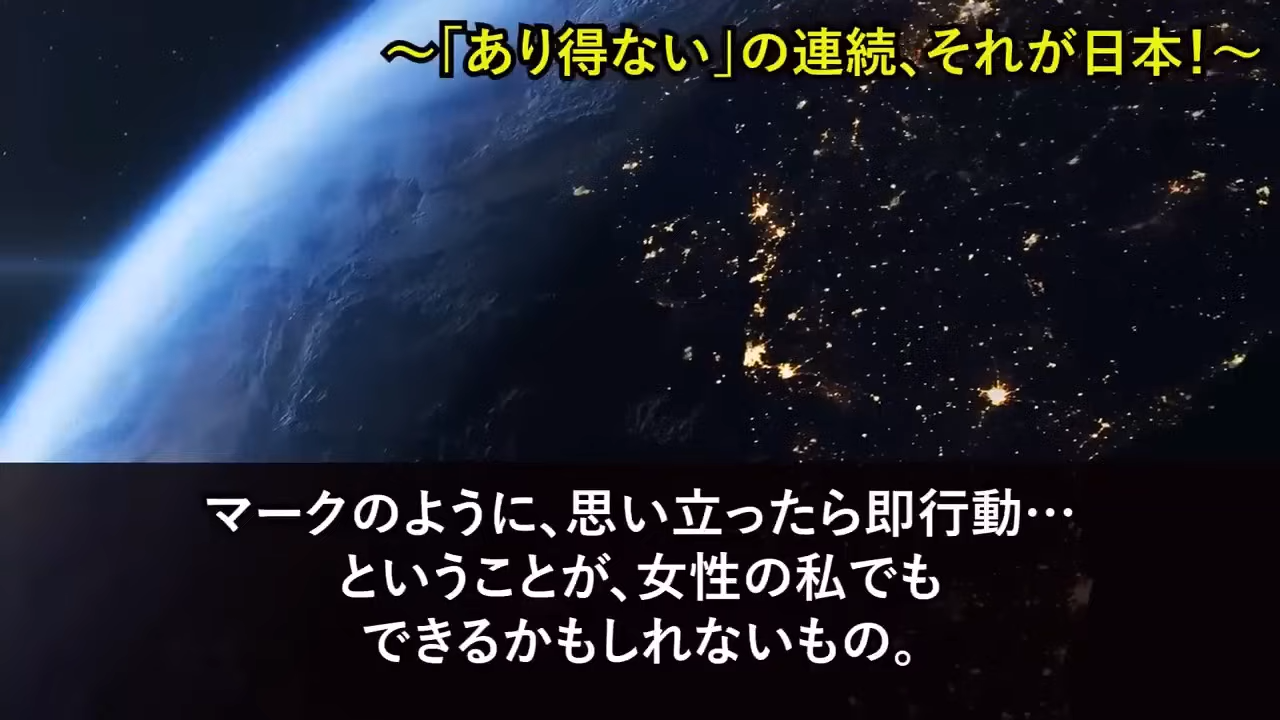 ～「あり得ない」の連続、それが日本！～
マークのように、思い立ったら即行動…
ということが、女性の私でも
できるかもしれないもの。